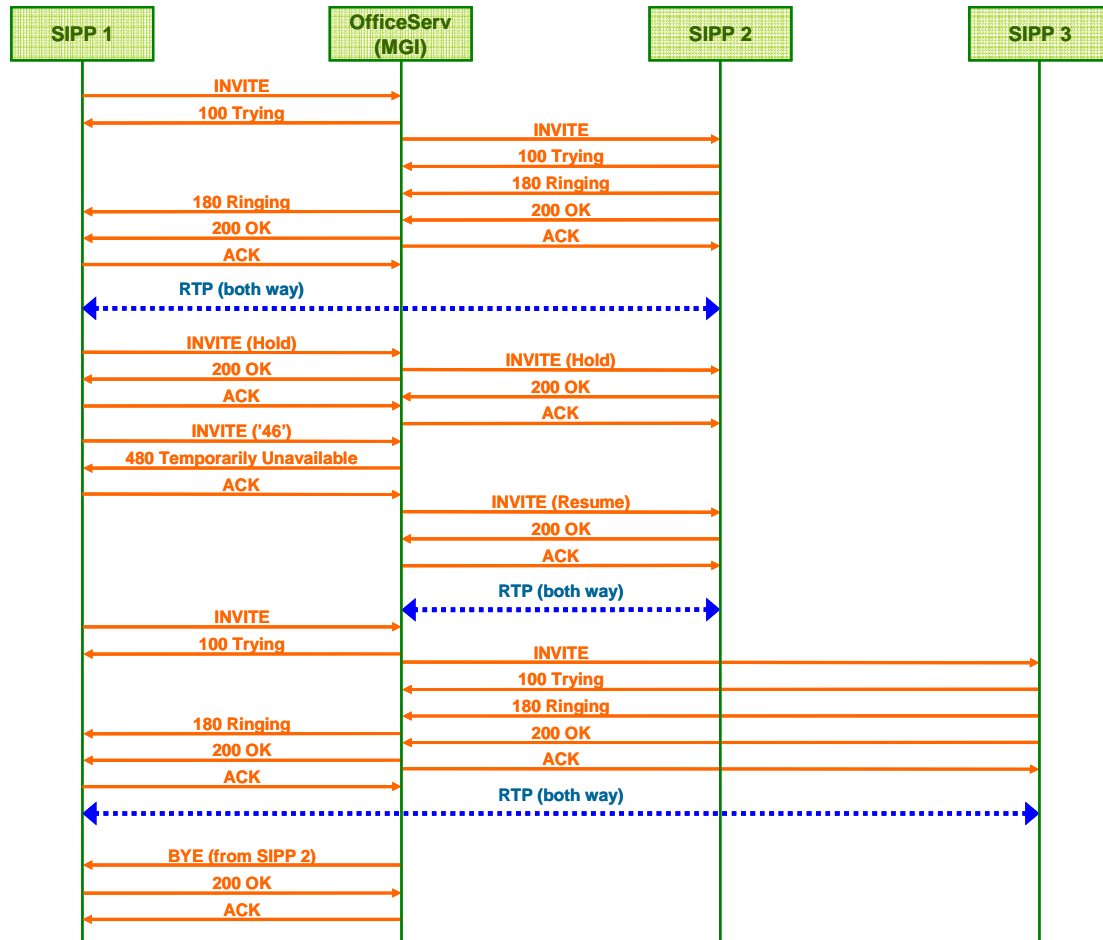 SIPP 1
OfficeServ
(MGI)
SIPP 2
SIPP 3
INVITE
100 Trying
INVITE
100 Trying
180 Ringing
180 Ringing
200 OK
200 OK
ACK
ACK
RTP (both way)
INVITE (Hold)
INVITE (Hold)
200 OK
200 OK
ACK
ACK
INVITE ('46')
480 Temporarily Unavailable
ACK
INVITE (Resume)
200 OK
ACK
RTP (both way)
INVITE
100 Trying
INVITE
100 Trying
180 Ringing
180 Ringing
200 OK
200 OK
ACK
ACK
RTP (both way)
BYE (from SIPP 2)
200 OK
ACK